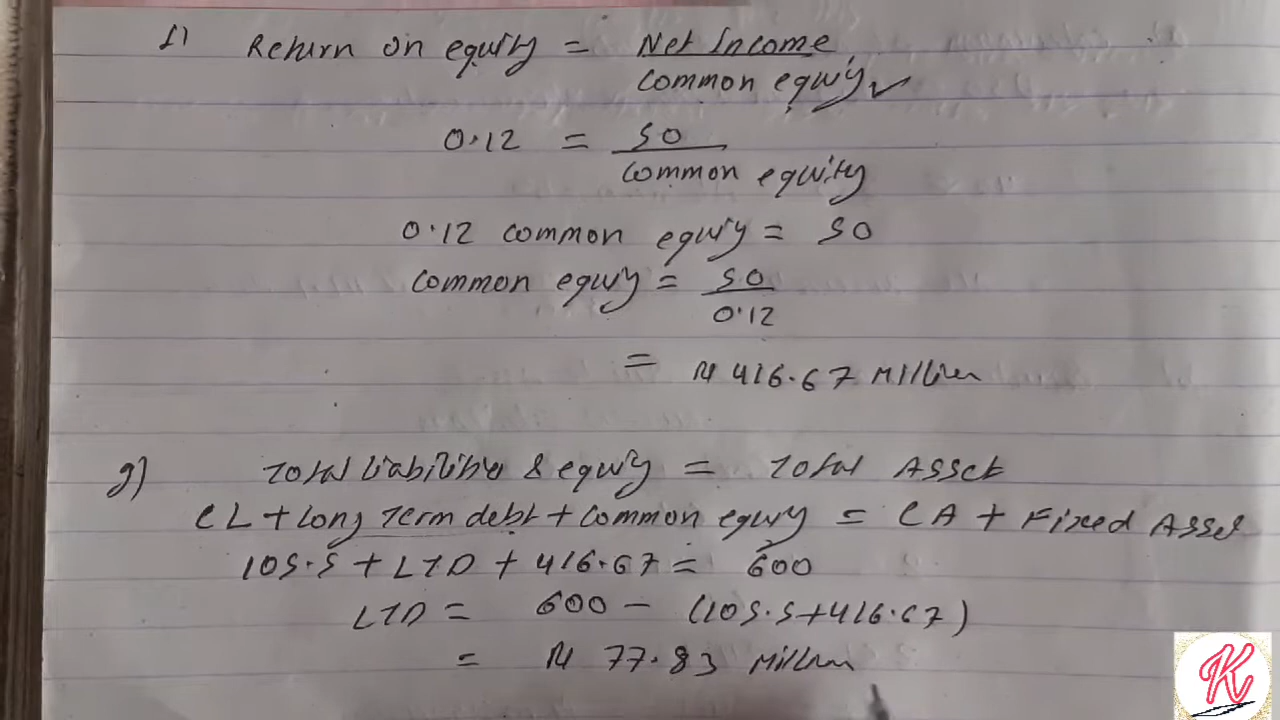 f) Return on equity = Net Income
Common equity
0.12 = 50
Common equity
0.12 common equity = 50
Common equity = 50
0.12
= Rs 416.67 Million
g) Total Liabilities & equity = Total Asset
CL + Long Term debt + Common equity = CA + Fixed Asset
105.5 + LTD + 416.67 = 600
LTD = 600 - (105.5 + 416.67)
= Rs 77.83 Million
K